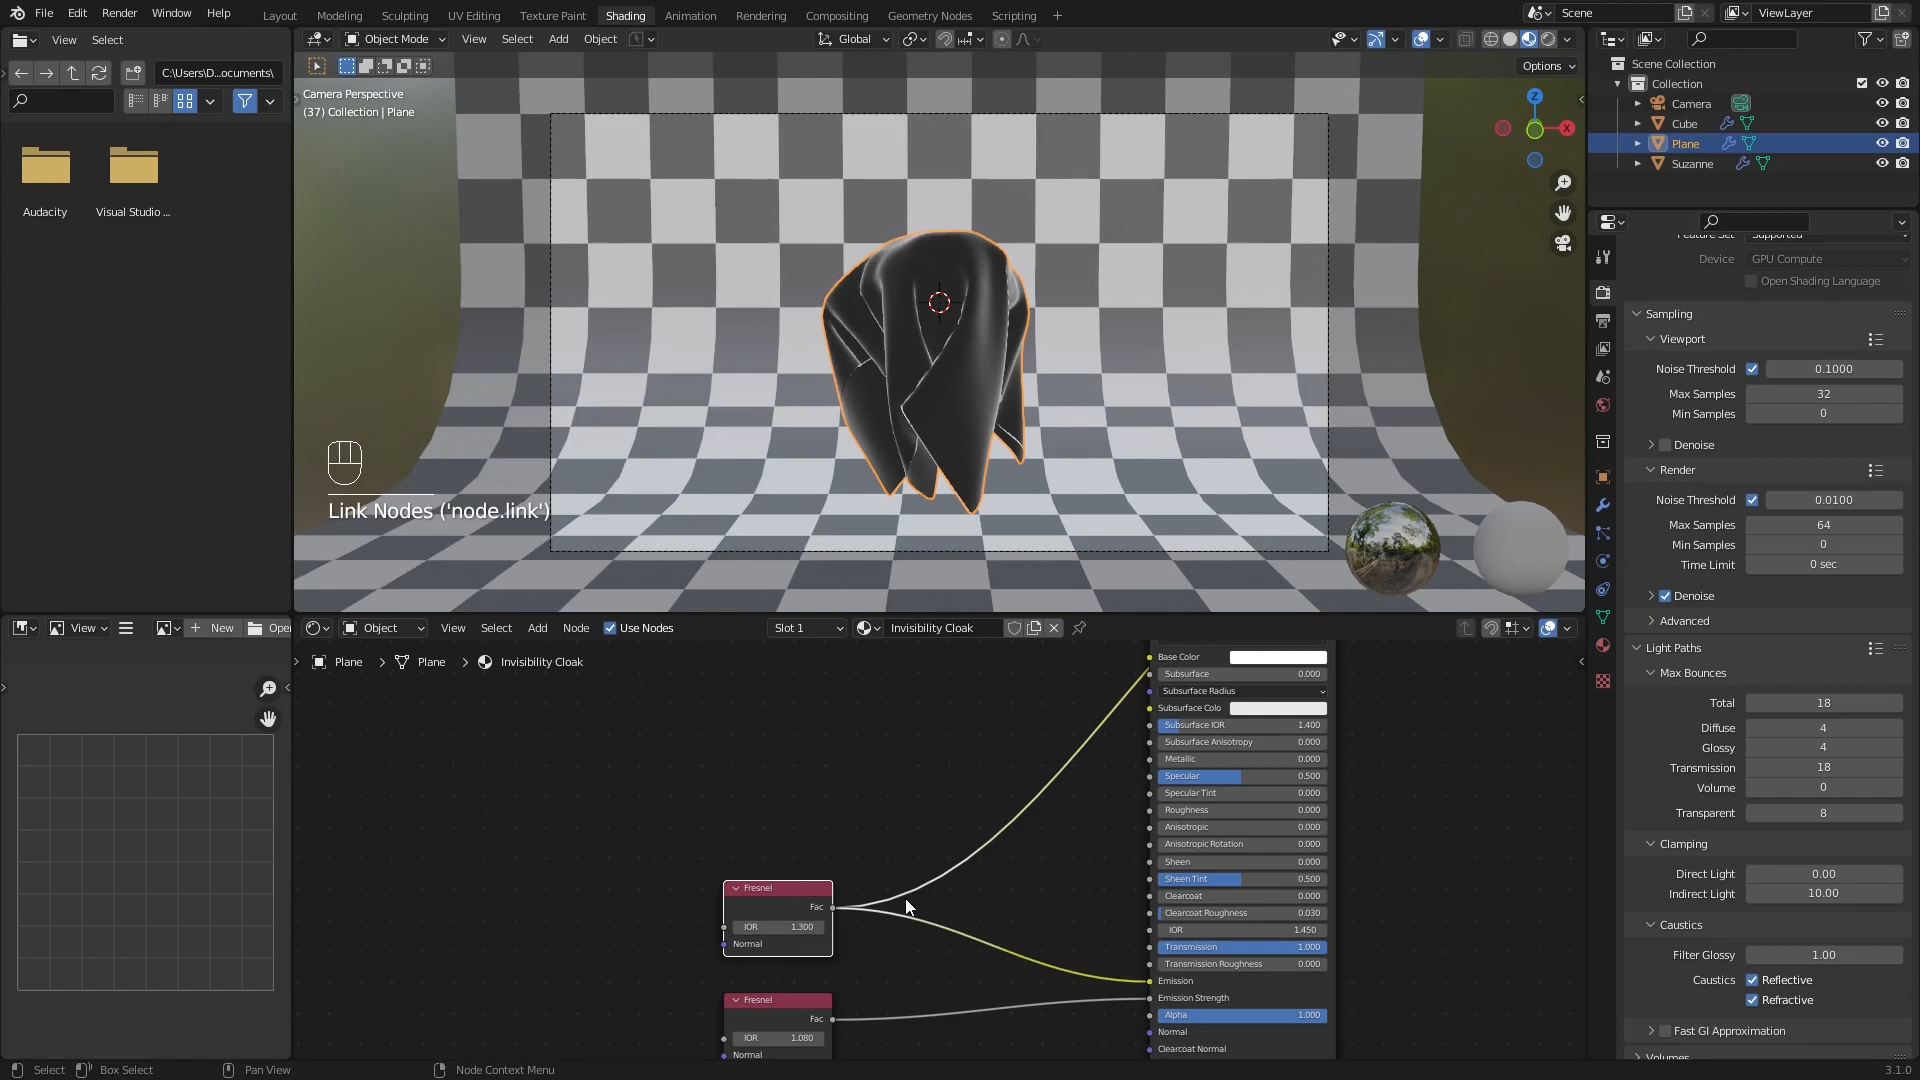 File Edit Render Window Help
Layout Modeling Sculpting UV Editing Texture Paint Shading Animation Rendering Compositing Geometry Nodes Scripting +
Scene
ViewLayer
View Select
Object Mode View Select Add Object
Global
C:\Users\D...ocuments\
Options
Camera Perspective
(37) Collection | Plane
Z
X
Audacity
Visual Studio ...
Link Nodes ('node.link')
Scene Collection
Collection
Camera
Cube
Plane
Suzanne
Supported
Device GPU Compute
Open Shading Language
Sampling
Viewport
Noise Threshold 0.1000
Max Samples 32
Min Samples 0
Denoise
Render
Noise Threshold 0.0100
Max Samples 64
Min Samples 0
Time Limit 0 sec
Denoise
Advanced
Light Paths
Max Bounces
Total 18
Diffuse 4
Glossy 4
Transmission 18
Volume 0
Transparent 8
Clamping
Direct Light 0.00
Indirect Light 10.00
Caustics
Filter Glossy 1.00
Caustics Reflective
Refractive
Fast GI Approximation
Volumes
View
New
Open
Object View Select Add Node Use Nodes
Slot 1
Invisibility Cloak
Plane > Plane > Invisibility Cloak
Base Color
Subsurface 0.000
Subsurface Radius
Subsurface Colo
Subsurface IOR 1.400
Subsurface Anisotropy 0.000
Metallic 0.000
Specular 0.500
Specular Tint 0.000
Roughness 0.000
Anisotropic 0.000
Anisotropic Rotation 0.000
Sheen 0.000
Sheen Tint 0.500
Clearcoat 0.000
Clearcoat Roughness 0.030
IOR 1.450
Transmission 1.000
Transmission Roughness 0.000
Emission
Emission Strength
Alpha 1.000
Normal
Clearcoat Normal
Fresnel
Fac
IOR 1.300
Normal
Fresnel
Fac
IOR 1.080
Normal
Select Box Select Pan View Node Context Menu
3.1.0